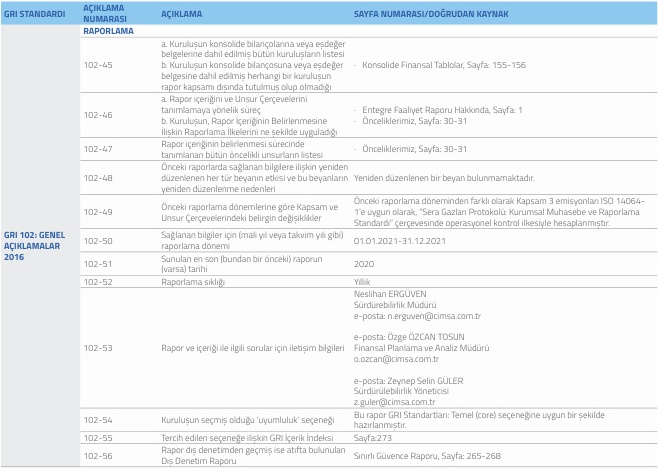 GRI STANDARDI
AÇIKLAMA NUMARASI
AÇIKLAMA
SAYFA NUMARASI/DOĞRUDAN KAYNAK
GRI 102: GENEL
AÇIKLAMALAR
2016
RAPORLAMA
102-45
a. Kuruluşun konsolide bilançolarına veya eşdeğer
belgelerine dahil edilmiş bütün kuruluşların listesi
b. Kuruluşun konsolide bilançosuna veya eşdeğer
belgesine dahil edilmiş herhangi bir kuruluşun
rapor kapsamı dışında tutulmuş olup olmadığı
· Konsolide Finansal Tablolar, Sayfa: 155-156
102-46
a. Rapor içeriğini ve Unsur Çerçevelerini
tanımlamaya yönelik süreç
b. Kuruluşun, Rapor İçeriğinin Belirlenmesine
İlişkin Raporlama İlkelerini ne şekilde uyguladığı
· Entegre Faaliyet Raporu Hakkında, Sayfa: 1
· Önceliklerimiz, Sayfa: 30-31
102-47
Rapor içeriğinin belirlenmesi sürecinde
tanımlanan bütün öncelikli unsurların listesi
· Önceliklerimiz, Sayfa: 30-31
102-48
Önceki raporlarda sağlanan bilgilere ilişkin yeniden
düzenlenen her tür beyanın etkisi ve bu beyanların
yeniden düzenlenme nedenleri
Yeniden düzenlenen bir beyan bulunmamaktadır.
102-49
Önceki raporlama dönemlerine göre Kapsam ve
Unsur Çerçevelerindeki belirgin değişiklikler
Önceki raporlama döneminden farklı olarak Kapsam 3 emisyonları ISO 14064-
1'e uygun olarak, "Sera Gazları Protokolü: Kurumsal Muhasebe ve Raporlama
Standardı" çerçevesinde operasyonel kontrol ilkesiyle hesaplanmıştır.
102-50
Sağlanan bilgiler için (mali yıl veya takvim yılı gibi)
raporlama dönemi
01.01.2021-31.12.2021
102-51
Sunulan en son (bundan bir önceki) raporun
(varsa) tarihi
2020
102-52
Raporlama sıklığı
Yıllık
102-53
Rapor ve içeriği ile ilgili sorular için iletişim bilgileri
Neslihan ERGÜVEN
Sürdürebilirlik Müdürü
e-posta: n.erguven@cimsa.com.tr
e-posta: Özge ÖZCAN TOSUN
Finansal Planlama ve Analiz Müdürü
o.ozcan@cimsa.com.tr
e-posta: Zeynep Selin GÜLER
Sürdürülebilirlik Yöneticisi
z.guler@cimsa.com.tr
102-54
Kuruluşun seçmiş olduğu 'uyumluluk' seçeneği
Bu rapor GRI Standartları: Temel (core) seçeneğine uygun bir şekilde
hazırlanmıştır.
102-55
Tercih edilen seçeneğe ilişkin GRI İçerik İndeksi
Sayfa:273
102-56
Rapor dış denetimden geçmiş ise atıfta bulunulan
Dış Denetim Raporu
Sınırlı Güvence Raporu, Sayfa: 265-268